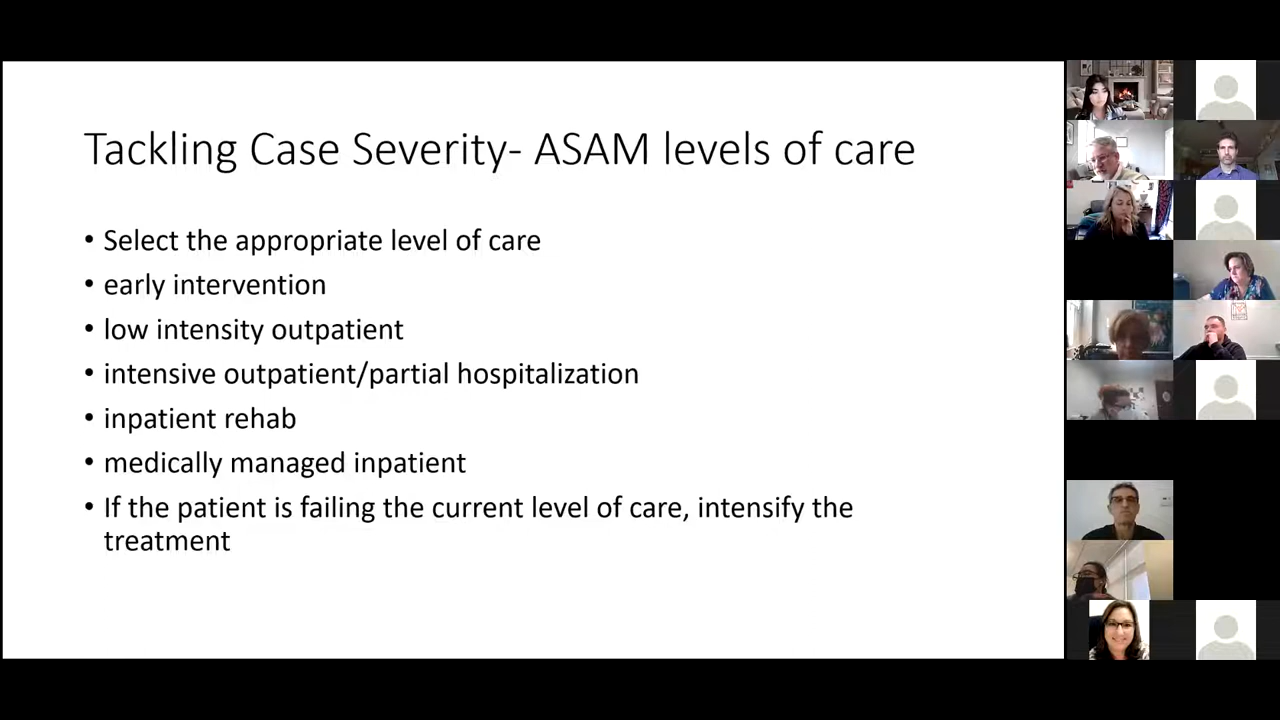 Tackling Case Severity- ASAM levels of care
• Select the appropriate level of care
• early intervention
• low intensity outpatient
• intensive outpatient/partial hospitalization
• inpatient rehab
• medically managed inpatient
• If the patient is failing the current level of care, intensify the
treatment